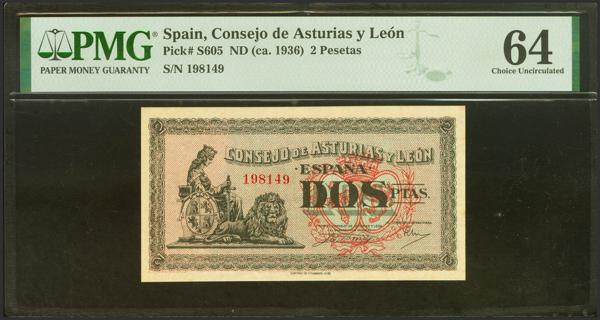 PMG®
PAPER MONEY GUARANTY
Spain, Consejo de Asturias y León
Pick# S605 ND (ca. 1936) 2 Pesetas
S/N 198149
64
Choice Uncirculated
CONSEJO DE ASTURIAS Y LEÓN
ESPAÑA
198149
DOS
PTAS.